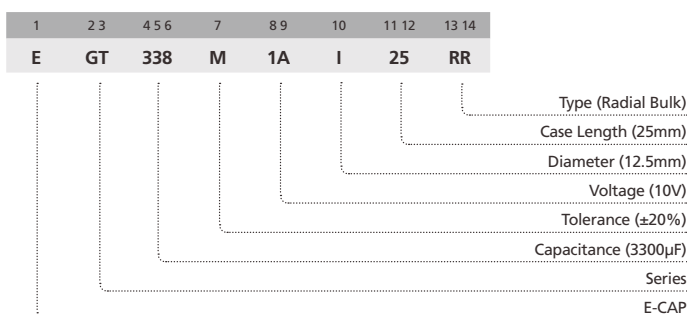 1 2 3 4 5 6 7 8 9 10 11 12 13 14
E GT 338 M 1A I 25 RR
Type (Radial Bulk)
Case Length (25mm)
Diameter (12.5mm)
Voltage (10V)
Tolerance (±20%)
Capacitance (3300µF)
Series
E-CAP